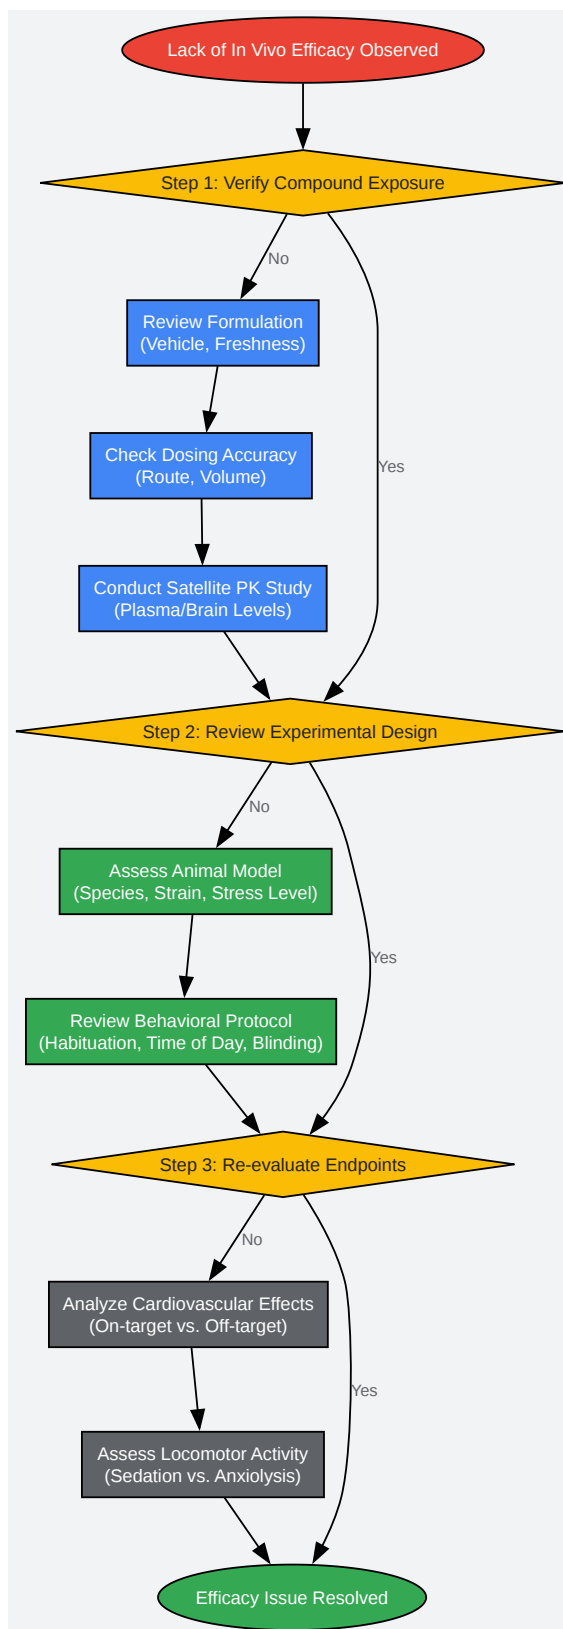 Lack of In Vivo Efficacy Observed
Step 1: Verify Compound Exposure
No
Review Formulation
(Vehicle, Freshness)
Check Dosing Accuracy
(Route, Volume)
Yes
Conduct Satellite PK Study
(Plasma/Brain Levels)
Step 2: Review Experimental Design
No
Assess Animal Model
(Species, Strain, Stress Level)
Yes
Review Behavioral Protocol
(Habituation, Time of Day, Blinding)
Step 3: Re-evaluate Endpoints
No
Analyze Cardiovascular Effects
(On-target vs. Off-target)
Yes
Assess Locomotor Activity
(Sedation vs. Anxiolysis)
Efficacy Issue Resolved